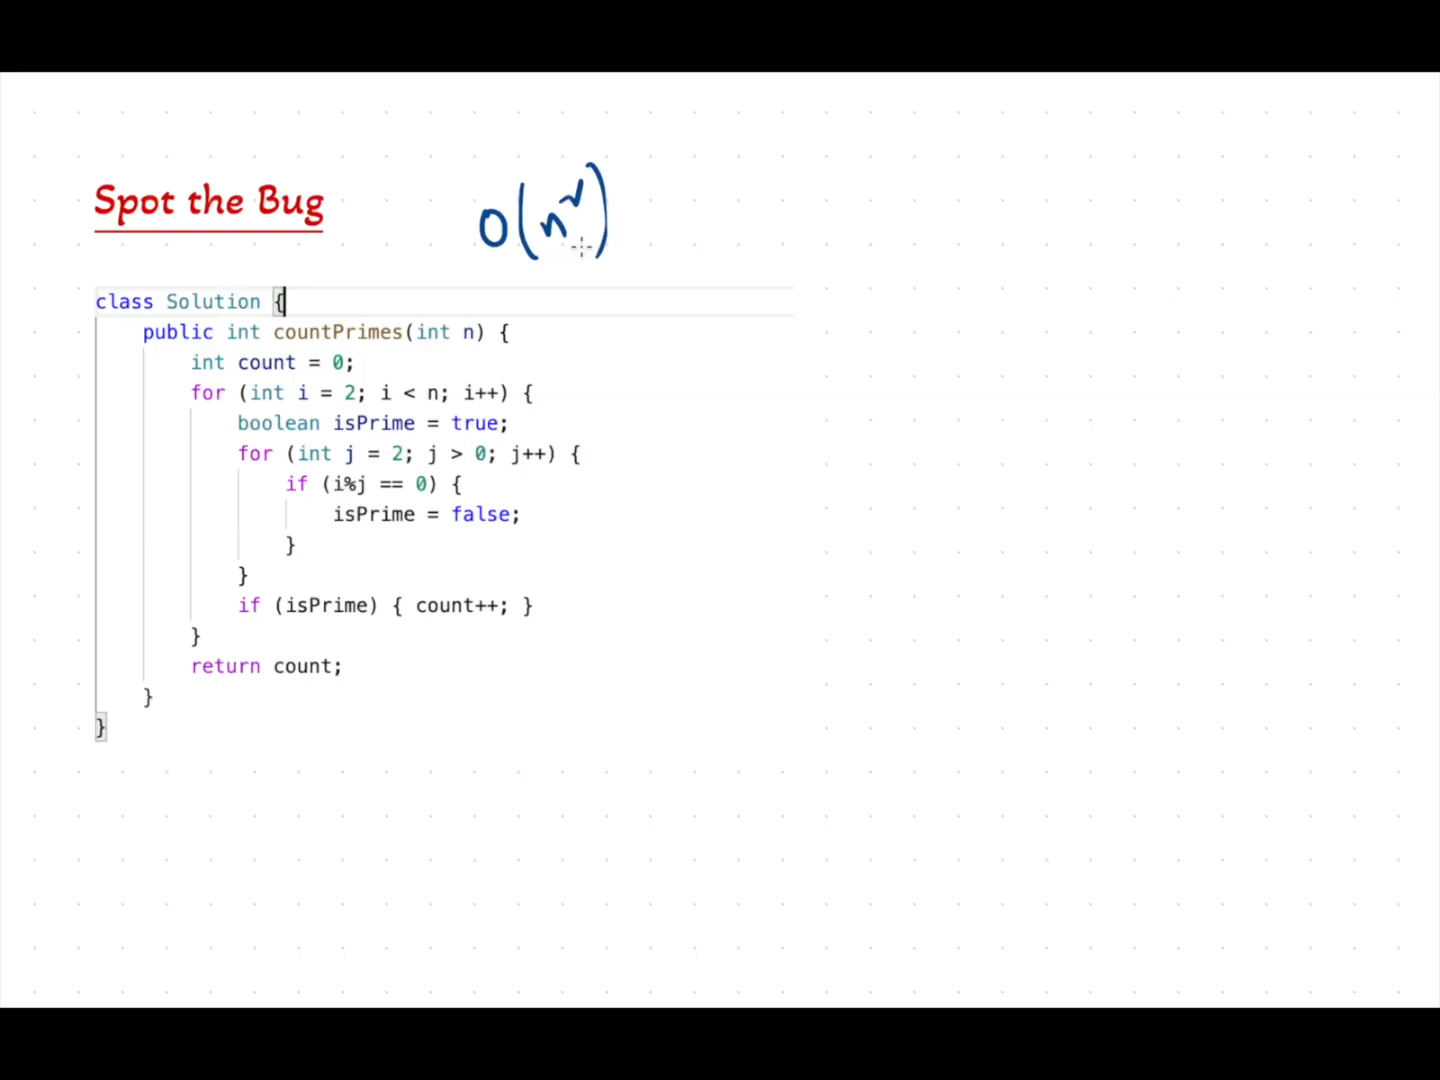 Spot the Bug
O(n²)
class Solution {
    public int countPrimes(int n) {
        int count = 0;
        for (int i = 2; i < n; i++) {
            boolean isPrime = true;
            for (int j = 2; j > 0; j++) {
                if (i%j == 0) {
                    isPrime = false;
                }
            }
            if (isPrime) { count++; }
        }
        return count;
    }
}